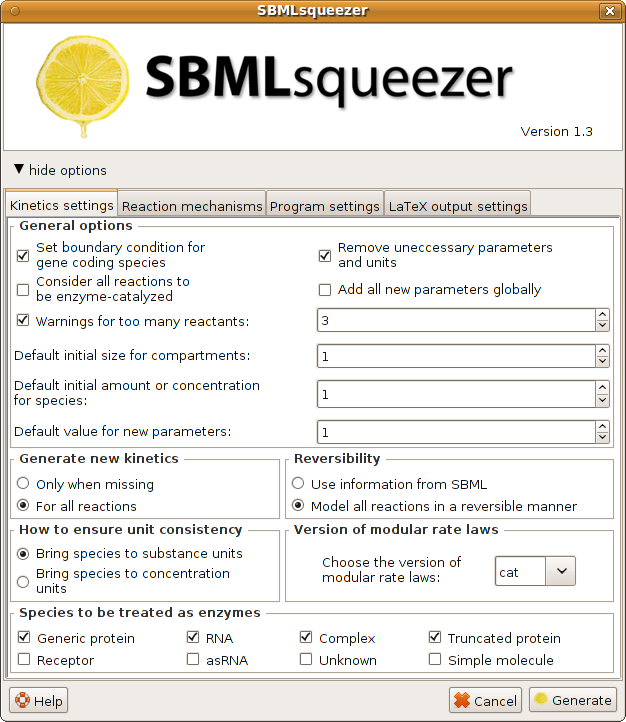 SBMLsqueezer
SBMLsqueezer
Version 1.3
hide options
Kinetics settings Reaction mechanisms Program settings LaTeX output settings
General options
Set boundary condition for
gene coding species
Remove uneccessary parameters
and units
Consider all reactions to
be enzyme-catalyzed
Add all new parameters globally
Warnings for too many reactants:
3
Default initial size for compartments:
1
Default initial amount or concentration
for species:
1
Default value for new parameters:
1
Generate new kinetics
Only when missing
For all reactions
Reversibility
Use information from SBML
Model all reactions in a reversible manner
How to ensure unit consistency
Bring species to substance units
Bring species to concentration
units
Version of modular rate laws
Choose the version of
modular rate laws:
cat
Species to be treated as enzymes
Generic protein RNA Complex Truncated protein
Receptor asRNA Unknown Simple molecule
Help Cancel Generate